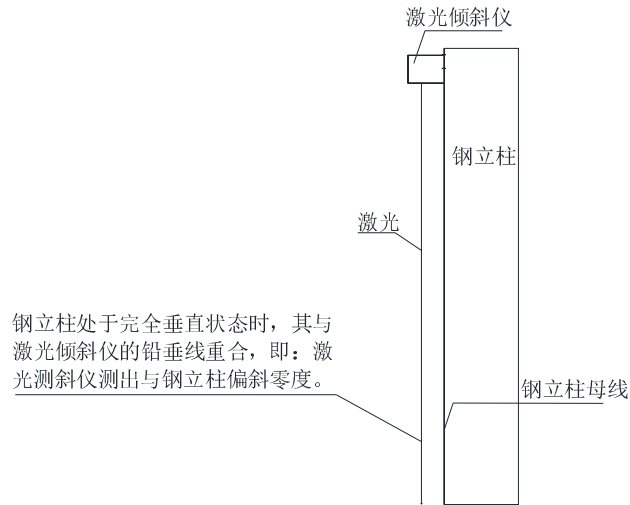 激光倾斜仪
钢立柱
激光
钢立柱处于完全垂直状态时，其与
激光倾斜仪的铅垂线重合，即：激
光测斜仪测出与钢立柱偏斜零度。
钢立柱母线